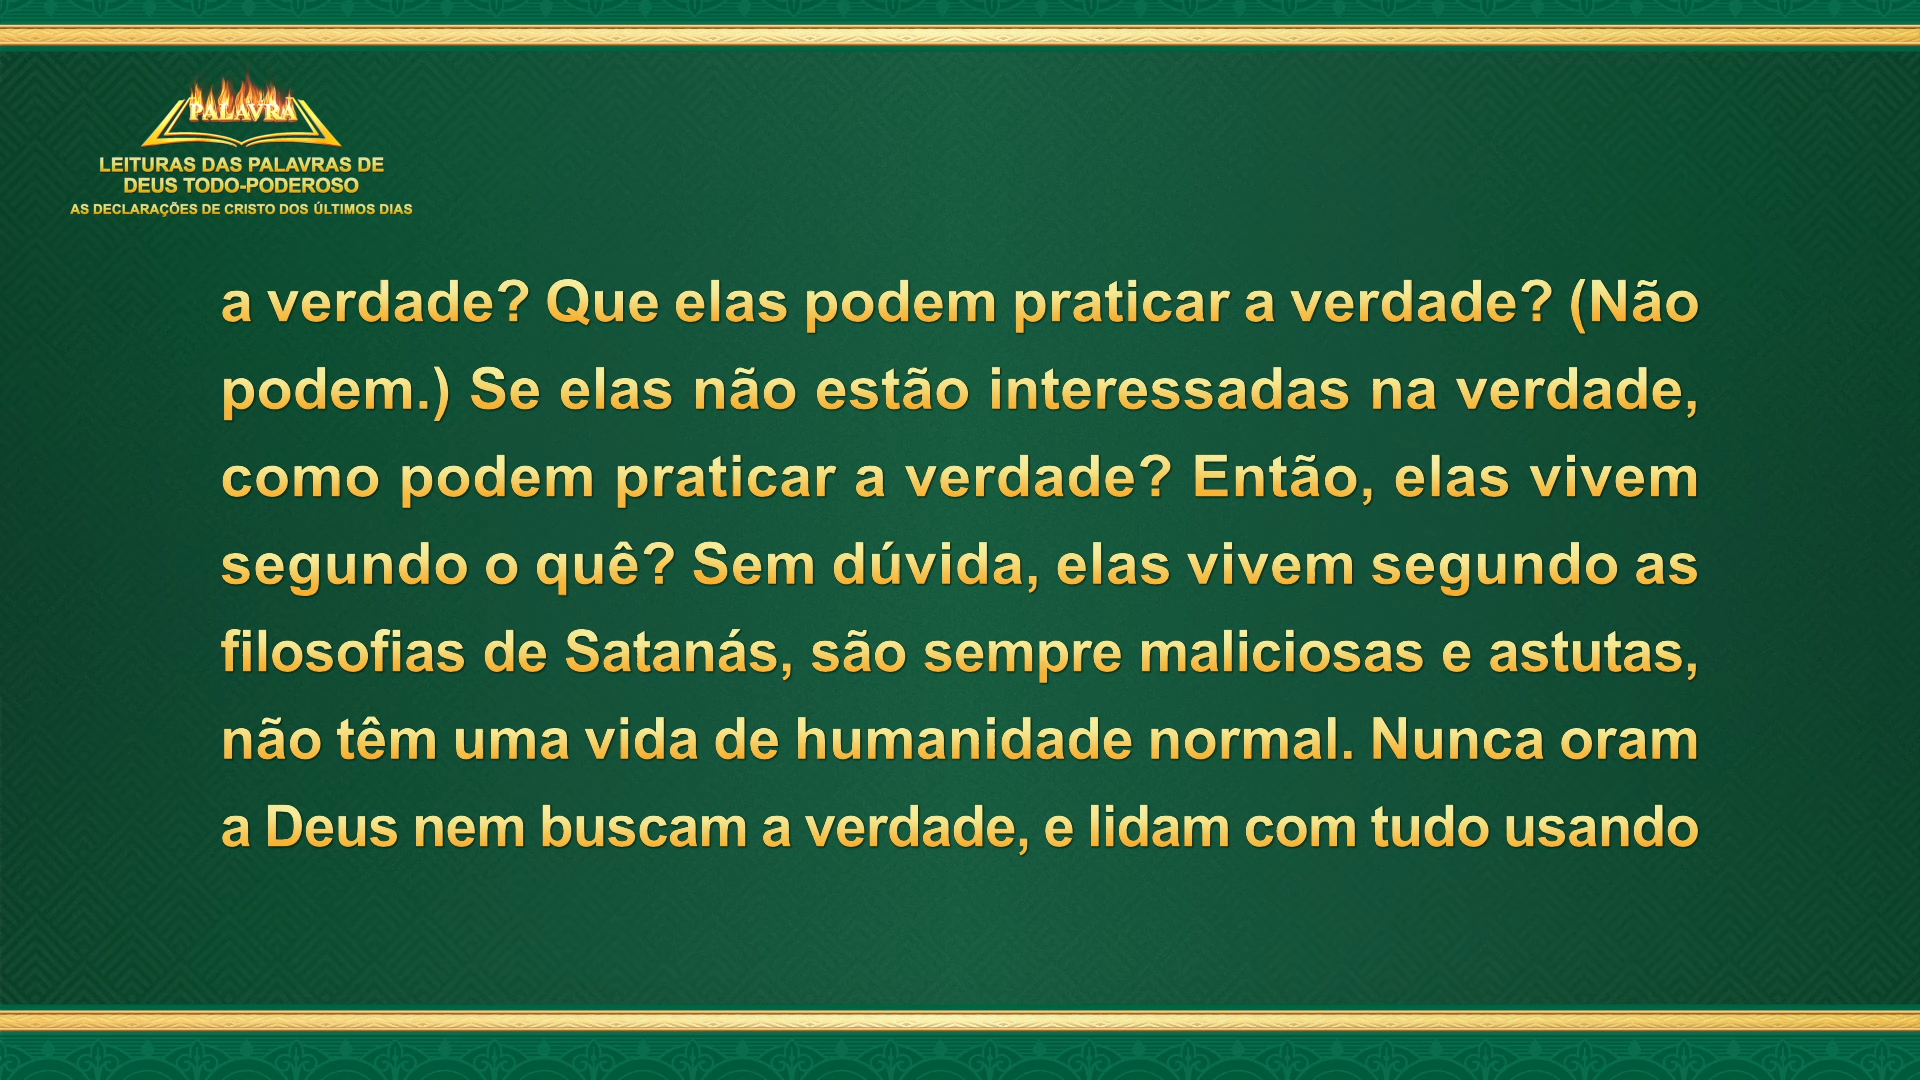 PALAVRA
LEITURAS DAS PALAVRAS DE
DEUS TODO-PODEROSO
AS DECLARAÇÕES DE CRISTO DOS ÚLTIMOS DIAS
a verdade? Que elas podem praticar a verdade? (Não
podem.) Se elas não estão interessadas na verdade,
como podem praticar a verdade? Então, elas vivem
segundo o quê? Sem dúvida, elas vivem segundo as
filosofias de Satanás, são sempre maliciosas e astutas,
não têm uma vida de humanidade normal. Nunca oram
a Deus nem buscam a verdade, e lidam com tudo usando